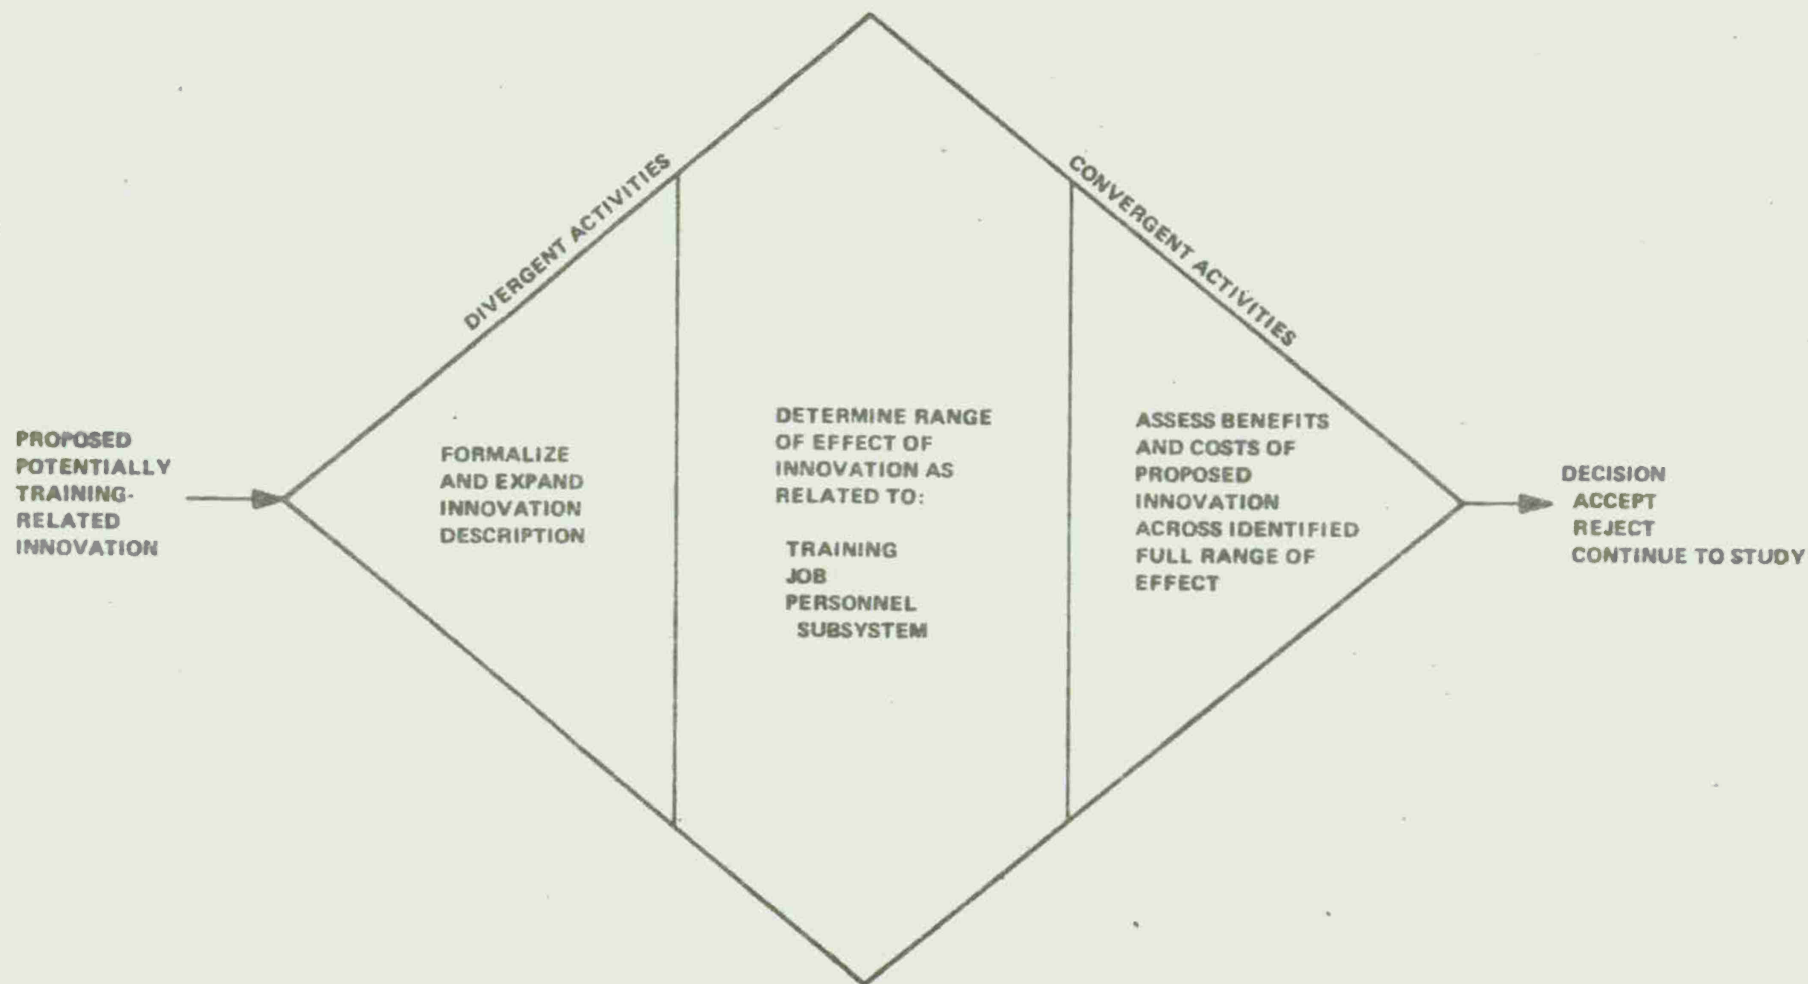 DIVERGENT ACTIVITIES
CONVERGENT ACTIVITIES
PROPOSED
POTENTIALLY
TRAINING-
RELATED
INNOVATION
FORMALIZE
AND EXPAND
INNOVATION
DESCRIPTION
DETERMINE RANGE
OF EFFECT OF
INNOVATION AS
RELATED TO:
TRAINING
JOB
PERSONNEL
SUBSYSTEM
ASSESS BENEFITS
AND COSTS OF
PROPOSED
INNOVATION
ACROSS IDENTIFIED
FULL RANGE OF
EFFECT
DECISION
ACCEPT
REJECT
CONTINUE TO STUDY